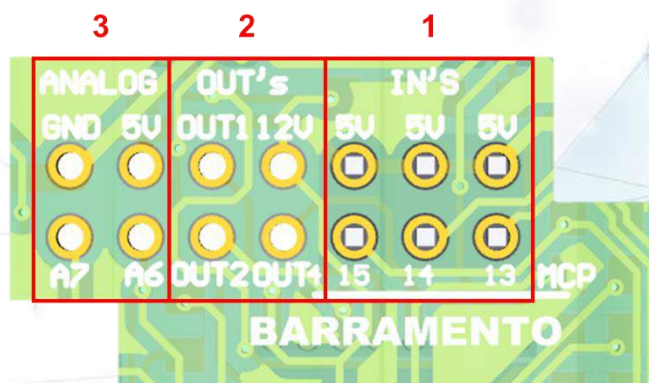 3 2 1
ANALOG OUT's IN'S
GND 5V OUT1 12V 5V 5V 5V
A7 A6 OUT2 OUT4 15 14 13 MCP
BARRAMENTO